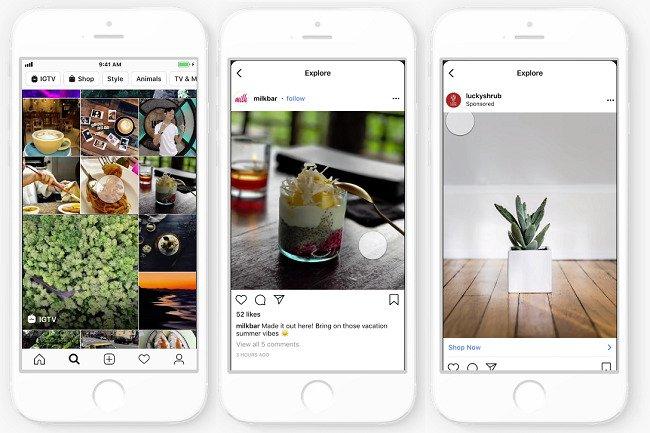 9:41 AM
IGTV
Shop
Style
Animals
TV & M
IGTV
Explore
milk
milkbar • follow
52 likes
milkbar Made it out here! Bring on those vacation
summer vibes 🌞
View all 5 comments
3 HOURS AGO
Explore
luckyshrub
Sponsored
Shop Now